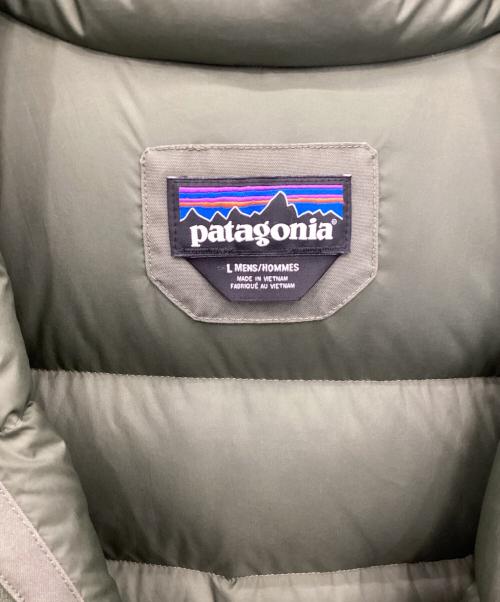 patagonia®
L MENS/HOMMES
MADE IN VIETNAM
FABRIQUÉ AU VIETNAM